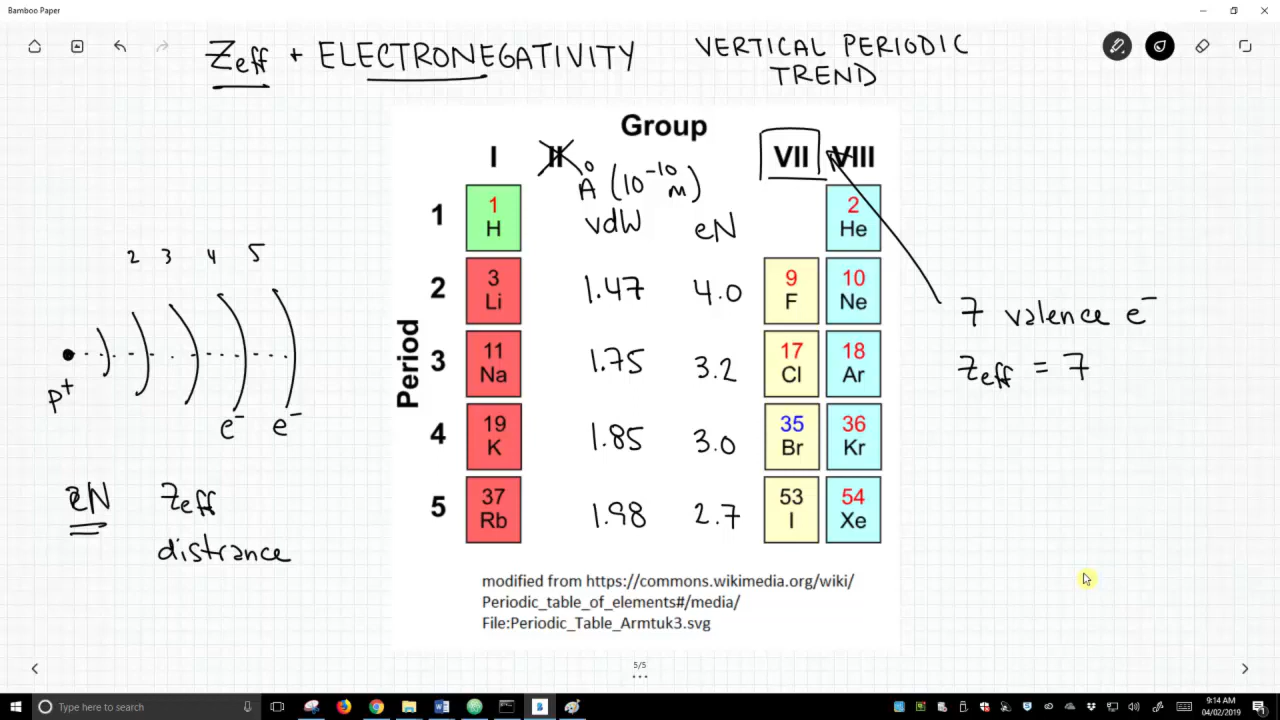 Bamboo Paper
Zeff + ELECTRONEGATIVITY
VERTICAL PERIODIC
TREND
Group
I II VII VIII
Å (10⁻¹⁰ m)
vdW eN
Period
1 1 H 2 He
2 3 Li 1.47 4.0 9 F 10 Ne
3 11 Na 1.75 3.2 17 Cl 18 Ar
4 19 K 1.85 3.0 35 Br 36 Kr
5 37 Rb 1.98 2.7 53 I 54 Xe
2 3 4 5
p⁺
e⁻ e⁻
eN Zeff
distrance
7 valence e⁻
Zeff = 7
modified from https://commons.wikimedia.org/wiki/
Periodic_table_of_elements#/media/
File:Periodic_Table_Armtuk3.svg
5/5
Type here to search
9:14 AM
04/02/2019